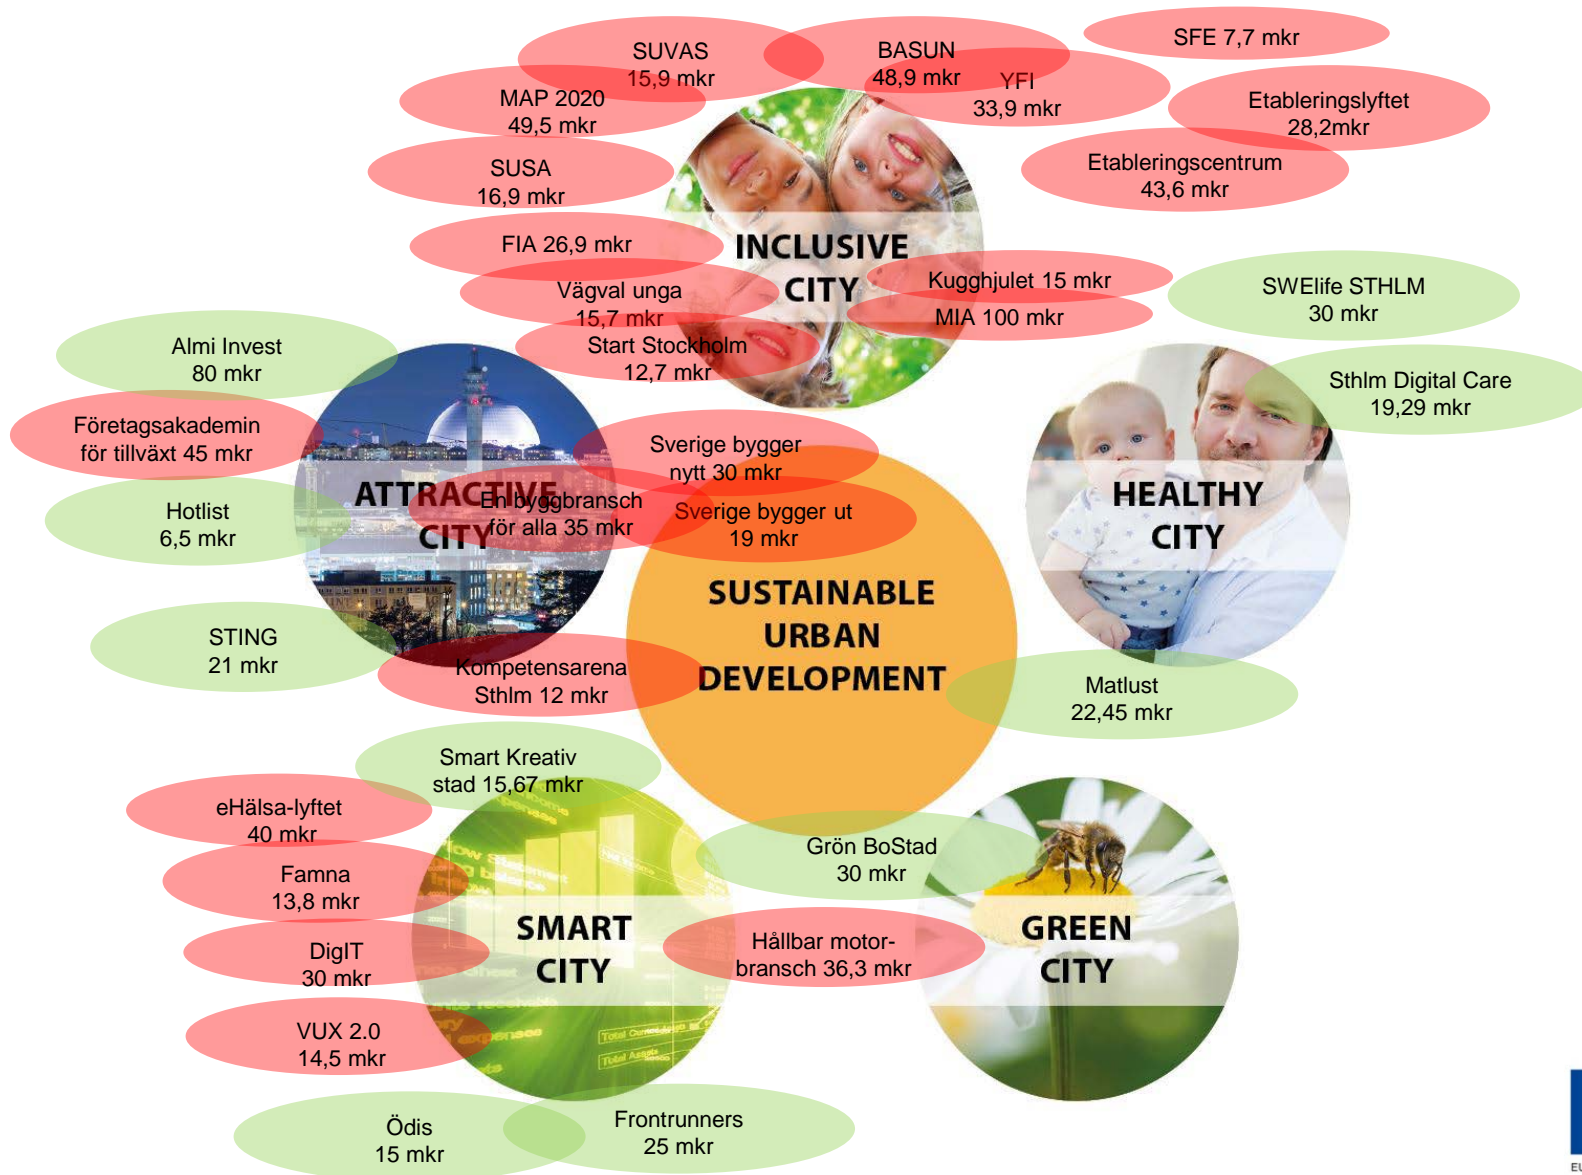 SFE 7,7 mkr
SUVAS
15,9 mkr
BASUN
48,9 mkr
YFI
33,9 mkr
MAP 2020
49,5 mkr
Etableringslyftet
28,2mkr
SUSA
16,9 mkr
Etableringscentrum
43,6 mkr
FIA 26,9 mkr
INCLUSIVE
CITY
Vägval unga
15,7 mkr
Kugghjulet 15 mkr
MIA 100 mkr
SWElife STHLM
30 mkr
Start Stockholm
12,7 mkr
Almi Invest
80 mkr
Sthlm Digital Care
19,29 mkr
Företagsakademin
för tillväxt 45 mkr
Sverige bygger
nytt 30 mkr
ATTRACTIVE
CITY
En byggbransch
för alla 35 mkr
Sverige bygger ut
19 mkr
HEALTHY
CITY
Hotlist
6,5 mkr
SUSTAINABLE
URBAN
DEVELOPMENT
STING
21 mkr
Kompetensarena
Sthlm 12 mkr
Matlust
22,45 mkr
Smart Kreativ
stad 15,67 mkr
eHälsa-lyftet
40 mkr
Grön BoStad
30 mkr
Famna
13,8 mkr
SMART
CITY
Hållbar motor-
bransch 36,3 mkr
GREEN
CITY
DigIT
30 mkr
VUX 2.0
14,5 mkr
Total Assets
Ödis
15 mkr
Frontrunners
25 mkr
EU